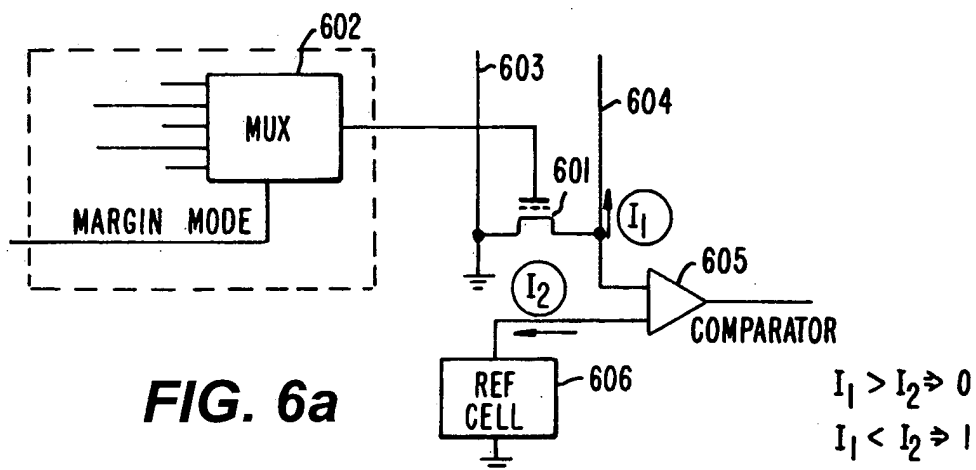 602
603
604
MUX
601
MARGIN MODE
I1
605
I2
COMPARATOR
REF
CELL
606
FIG. 6a
I1 > I2 ⇒ 0
I1 < I2 ⇒ 1